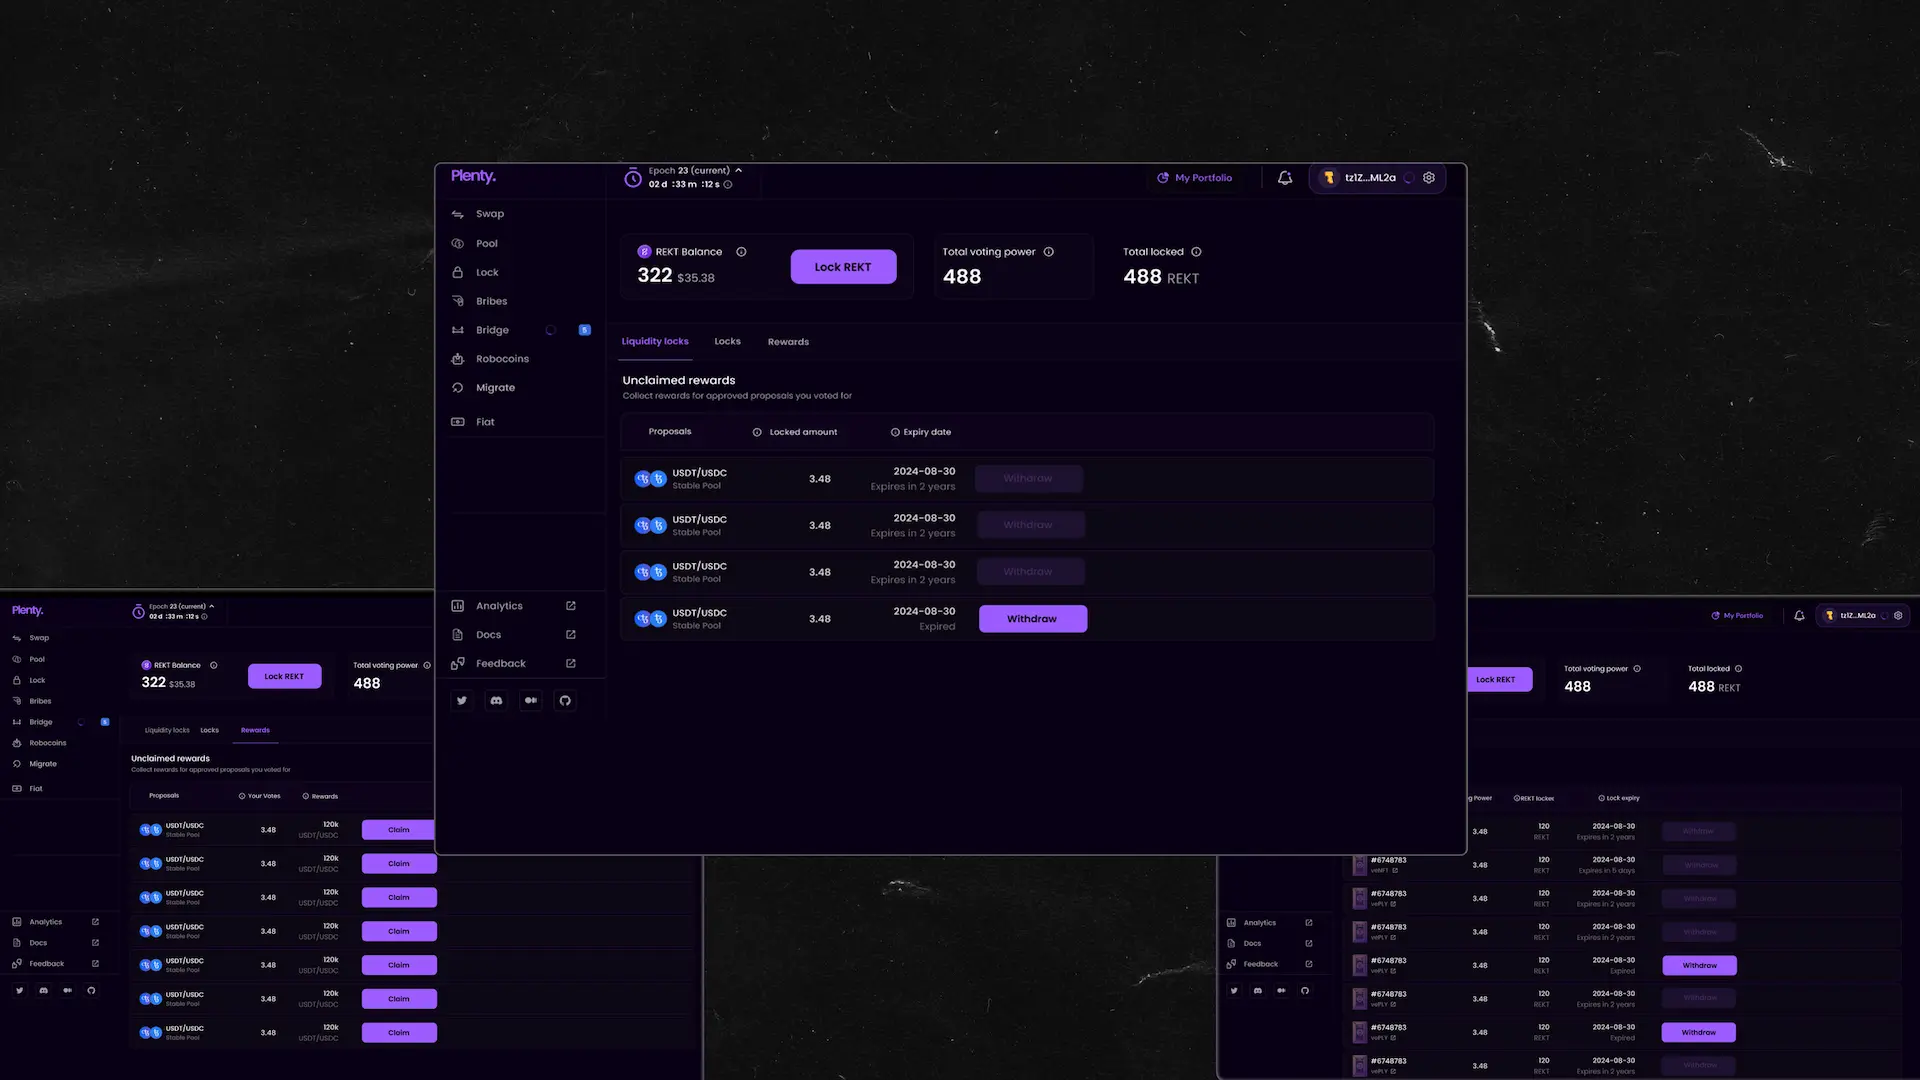 Plenty.
Epoch 23 (current)
02 d :33 m :12 s
My Portfolio
tz1Z...ML2a
Swap
Pool
Lock
Bribes
Bridge
5
Robocoins
Migrate
Fiat
Analytics
Docs
Feedback
REKT Balance
322 $35.38
Lock REKT
Total voting power
488
Total locked
488 REKT
Liquidity locks
Locks
Rewards
Unclaimed rewards
Collect rewards for approved proposals you voted for
Proposals
Locked amount
Expiry date
USDT/USDC 3.48 2024-08-30 Withdraw
Stable Pool Expires in 2 years
USDT/USDC 3.48 2024-08-30 Withdraw
Stable Pool Expires in 2 years
USDT/USDC 3.48 2024-08-30 Withdraw
Stable Pool Expires in 2 years
USDT/USDC 3.48 2024-08-30 Withdraw
Stable Pool Expired
Plenty.
Epoch 23 (current)
02 d :33 m :12 s
Swap
Pool
Lock
Bribes
Bridge
5
Robocoins
Migrate
Fiat
Analytics
Docs
Feedback
REKT Balance
322 $35.38
Lock REKT
Total voting power
488
Liquidity locks
Locks
Rewards
Unclaimed rewards
Collect rewards for approved proposals you voted for
Proposals
Your Votes
Rewards
USDT/USDC 3.48 120k Claim
Stable Pool USDT/USDC
USDT/USDC 3.48 120k Claim
Stable Pool USDT/USDC
USDT/USDC 3.48 120k Claim
Stable Pool USDT/USDC
USDT/USDC 3.48 120k Claim
Stable Pool USDT/USDC
USDT/USDC 3.48 120k Claim
Stable Pool USDT/USDC
USDT/USDC 3.48 120k Claim
Stable Pool USDT/USDC
USDT/USDC 3.48 120k Claim
Stable Pool USDT/USDC
My Portfolio
tz1Z...ML2a
Lock REKT
Total voting power
488
Total locked
488 REKT
Analytics
Docs
Feedback
Power
REKT locker
Lock expiry
3.48 120 2024-08-30 Withdraw
REKT Expires in 2 years
#6748783 3.48 120 2024-08-30 Withdraw
veNFT REKT Expires in 5 days
#6748783 3.48 120 2024-08-30 Withdraw
vePLY REKT Expires in 2 years
#6748783 3.48 120 2024-08-30 Withdraw
vePLY REKT Expires in 2 years
#6748783 3.48 120 2024-08-30 Withdraw
vePLY REKT Expired
#6748783 3.48 120 2024-08-30 Withdraw
vePLY REKT Expires in 2 years
#6748783 3.48 120 2024-08-30 Withdraw
vePLY REKT Expired
#6748783 3.48 120 2024-08-30 Withdraw
vePLY REKT Expires in 2 years